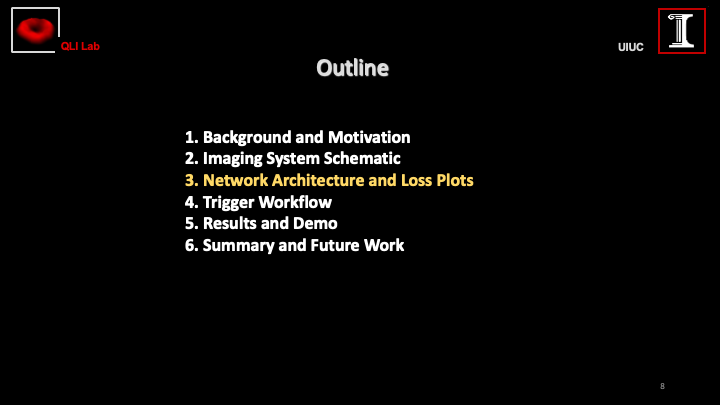 QLI Lab
UIUC
I
Outline
1. Background and Motivation
2. Imaging System Schematic
3. Network Architecture and Loss Plots
4. Trigger Workflow
5. Results and Demo
6. Summary and Future Work
8